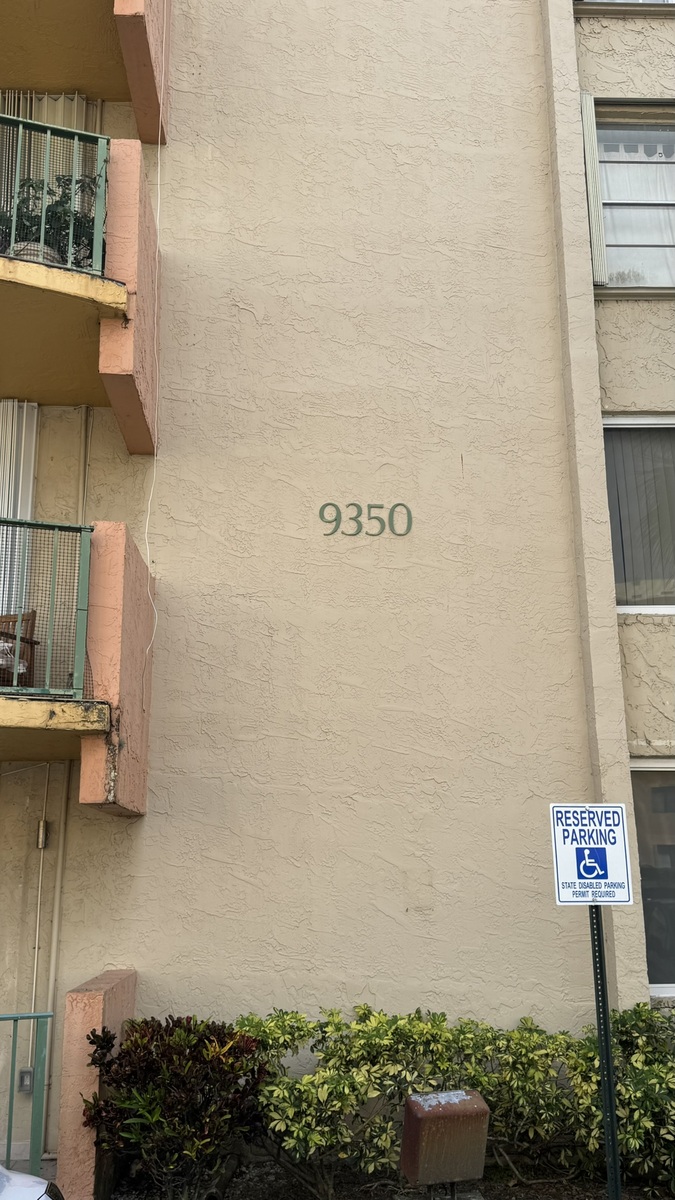 9350
RESERVED
PARKING
STATE DISABLED PARKING
PERMIT REQUIRED